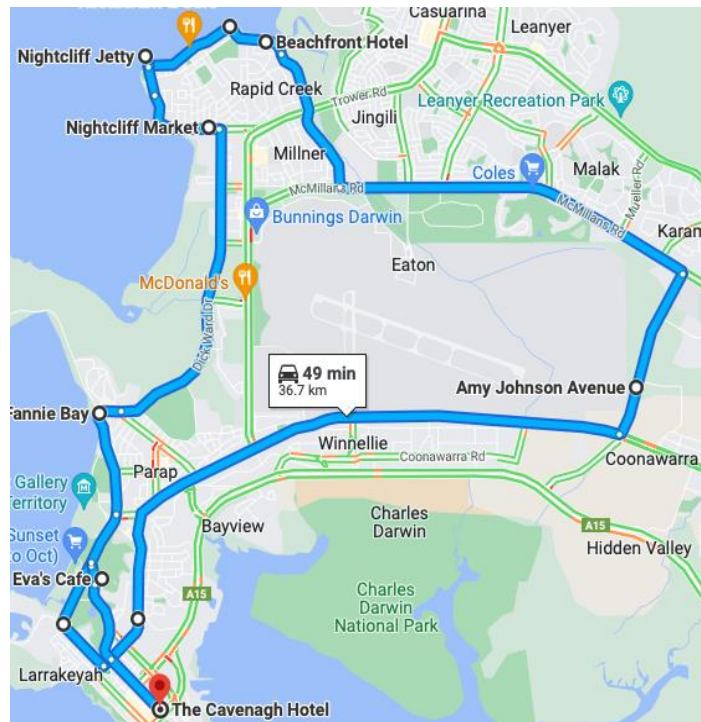 Casuarina
Leanyer
Beachfront Hotel
Nightcliff Jetty
Rapid Creek
Trower Rd
Leanyer Recreation Park
Jingili
Nightcliff Market
Millner
Coles
Malak
McMillans Rd
McMillans Rd
Mueller Rd
Bunnings Darwin
Karam
Eaton
McDonald's
Dick Ward Dr
49 min
36.7 km
Amy Johnson Avenue
Fannie Bay
Winnellie
Coonawarra Rd
Coonawarra
Parap
Gallery
Territory
Bayview
Charles
Darwin
A15
Hidden Valley
Sunset
to Oct)
Eva's Cafe
A15
Charles
Darwin
National Park
Larrakeyah
The Cavenagh Hotel